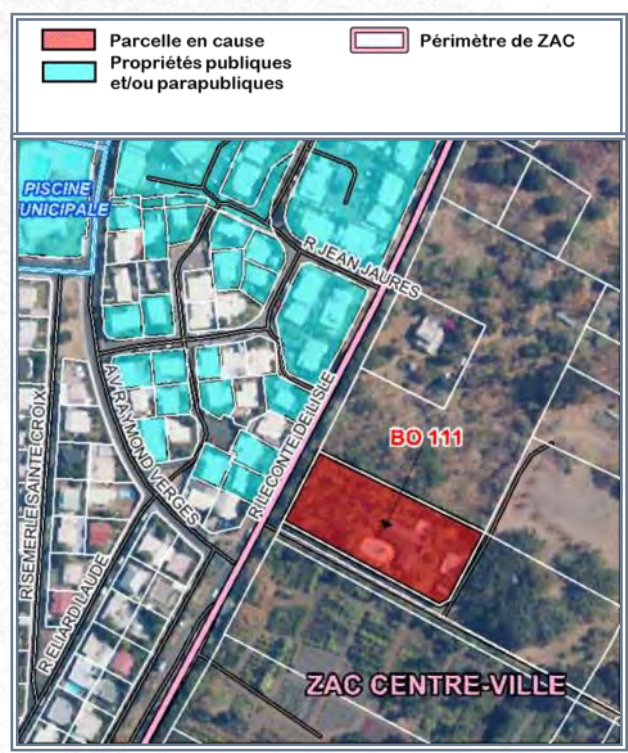 Parcelle en cause
Périmètre de ZAC
Propriétés publiques
et/ou parapubliques
PISCINE
UNICIPALE
R JEAN JAURES
R LECONTE DE LISLE
AV RAYMOND VERGES
R SEMERLE SAINTE CROIX
R ELIARD LAUDE
BO 111
ZAC CENTRE-VILLE